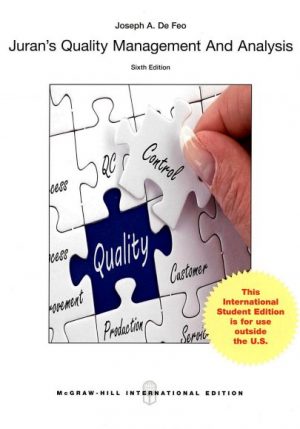 Joseph A. De Feo
Juran's Quality Management And Analysis
Sixth Edition
QC
Control
Quality
Customer
Production
This
International
Student Edition
is for use
outside
the U.S.
McGRAW-HILL INTERNATIONAL EDITION